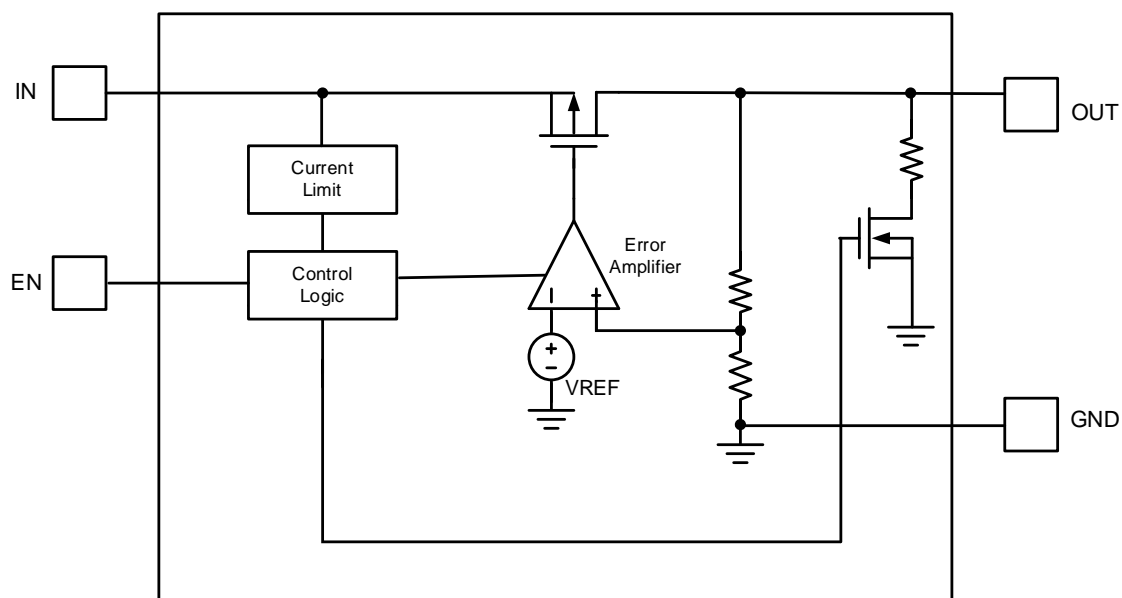 IN
OUT
Current
Limit
Error
Amplifier
EN
Control
Logic
VREF
GND